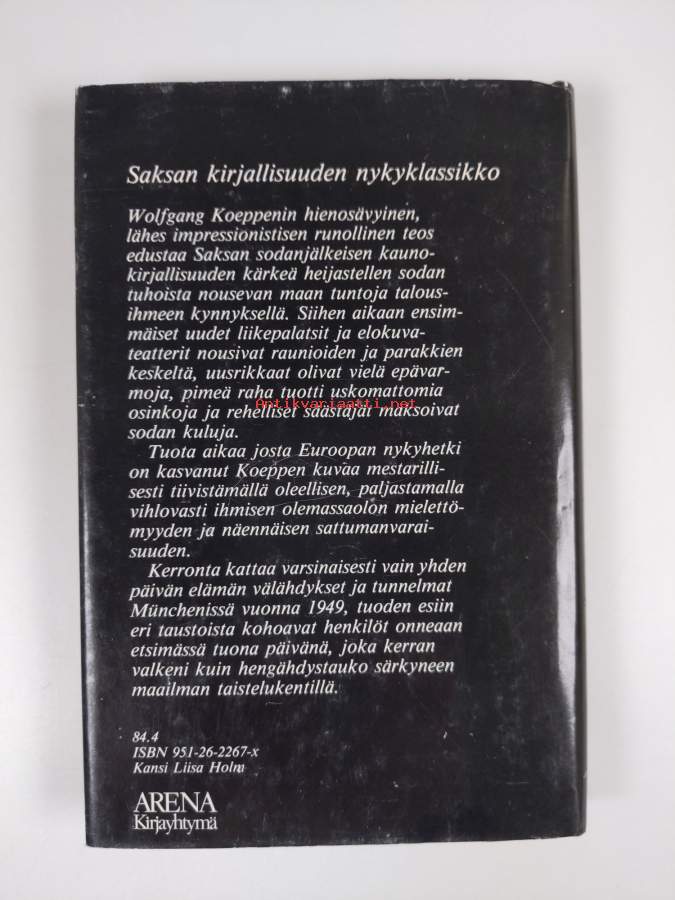 Saksan kirjallisuuden nykyklassikko
Wolfgang Koeppenin hienosävyinen,
lähes impressionistisen runollinen teos
edustaa Saksan sodanjälkeisen kauno-
kirjallisuuden kärkeä heijastellen sodan
tuhoista nousevan maan tuntoja talous-
ihmeen kynnyksellä. Siihen aikaan ensim-
mäiset uudet liikepalatsit ja elokuva-
teatterit nousivat raunioiden ja parakkien
keskeltä, uusrikkaat olivat vielä epävar-
moja, pimeä raha tuotti uskomattomia
Antikvariaatti.net
osinkoja ja rehelliset säästäjät maksoivat
sodan kuluja.
Tuota aikaa josta Euroopan nykyhetki
on kasvanut Koeppen kuvaa mestarilli-
sesti tiivistämällä oleellisen, paljastamalla
vihlovasti ihmisen olemassaolon mielettö-
myyden ja näennäisen sattumanvarai-
suuden.
Kerronta kattaa varsinaisesti vain yhden
päivän elämän välähdykset ja tunnelmat
Münchenissä vuonna 1949, tuoden esiin
eri taustoista kohoavat henkilöt onneaan
etsimässä tuona päivänä, joka kerran
valkeni kuin hengähdystauko särkyneen
maailman taistelukentillä.
84.4
ISBN 951-26-2267-x
Kansi Liisa Holm
ARENA
Kirjayhtymä